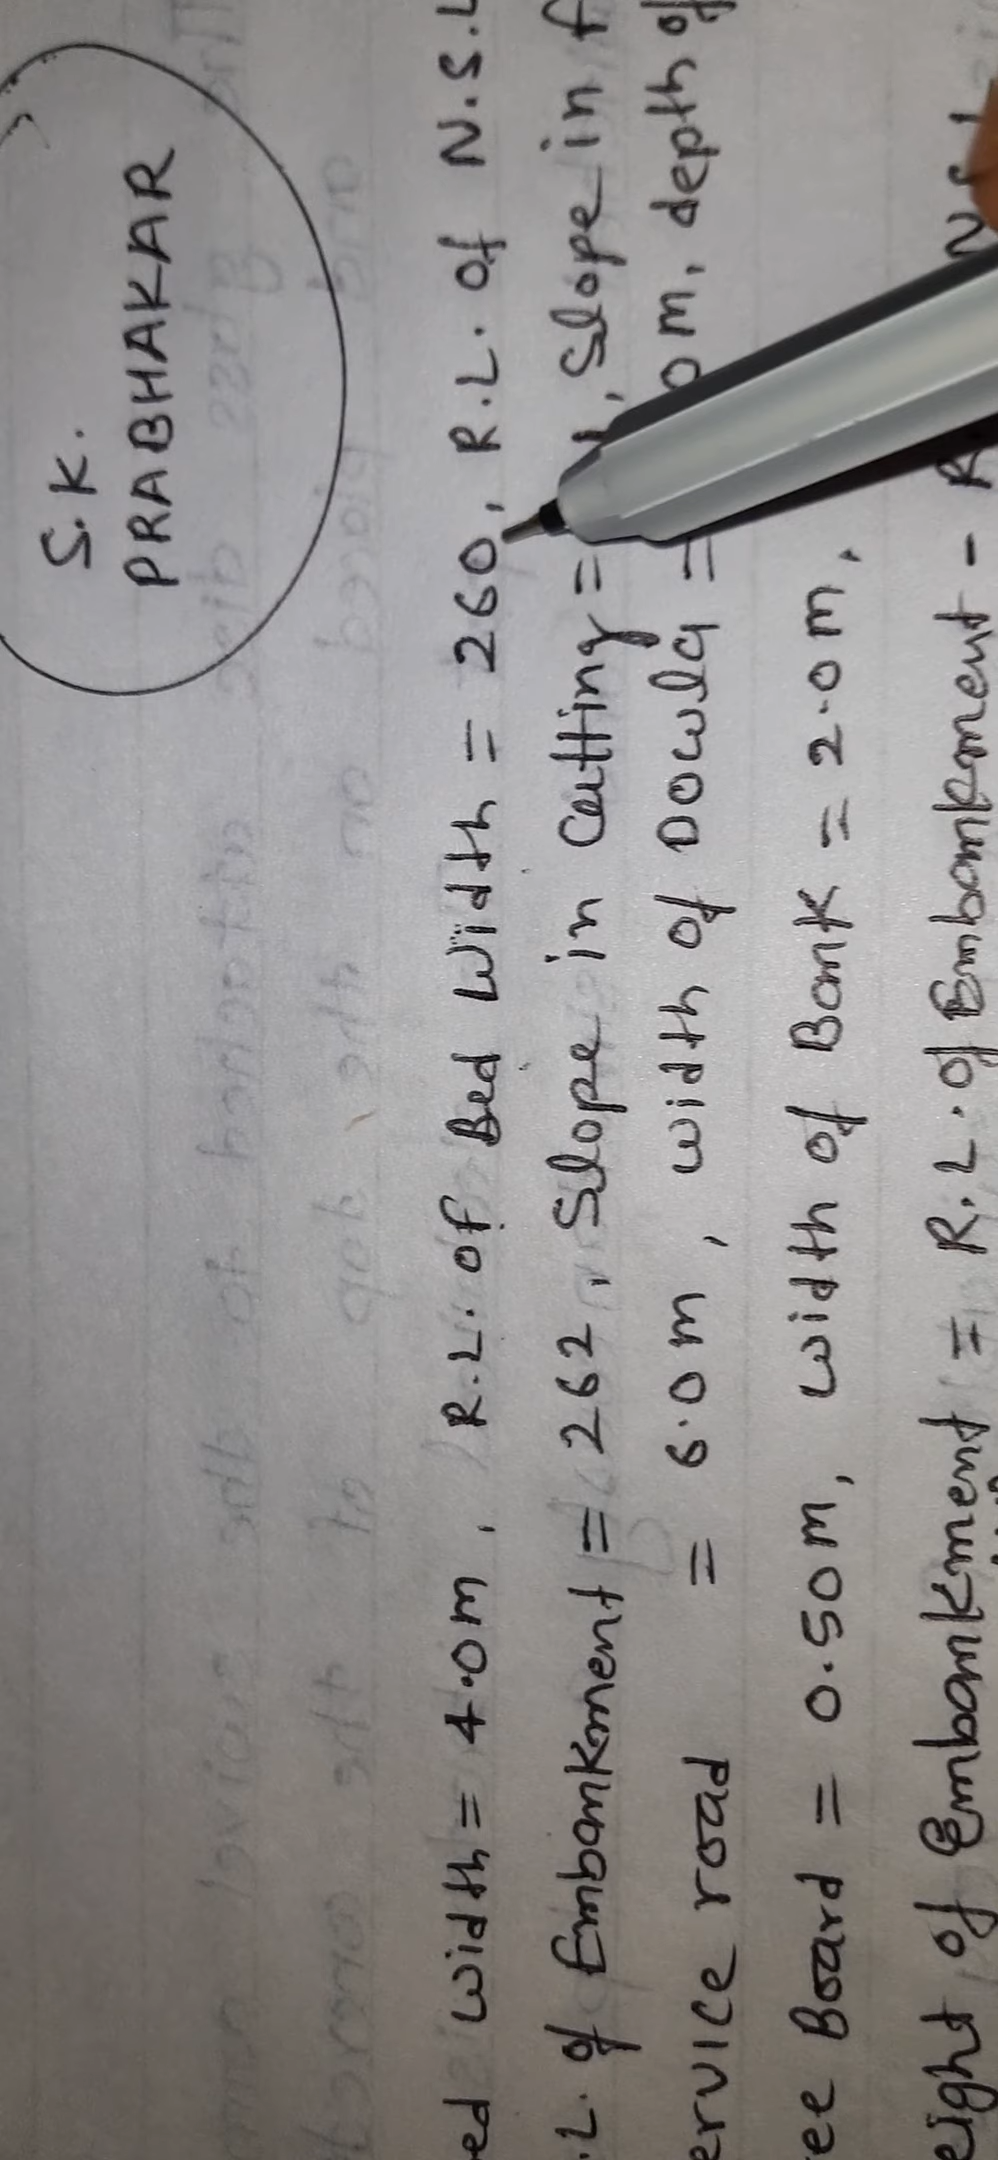 S.K.
PRABHAKAR
ed width = 4.0m, R.L. of Bed width = 260, R.L. of N.S.L
.L. of Embankment = 262, Slope in Cutting = , Slope in f
ervice road = 6.0m, width of Dowla = 0m, depth of
ee Board = 0.50m, width of Bank = 2.0m,
eight of Embankment = R.L. of Embankment - R